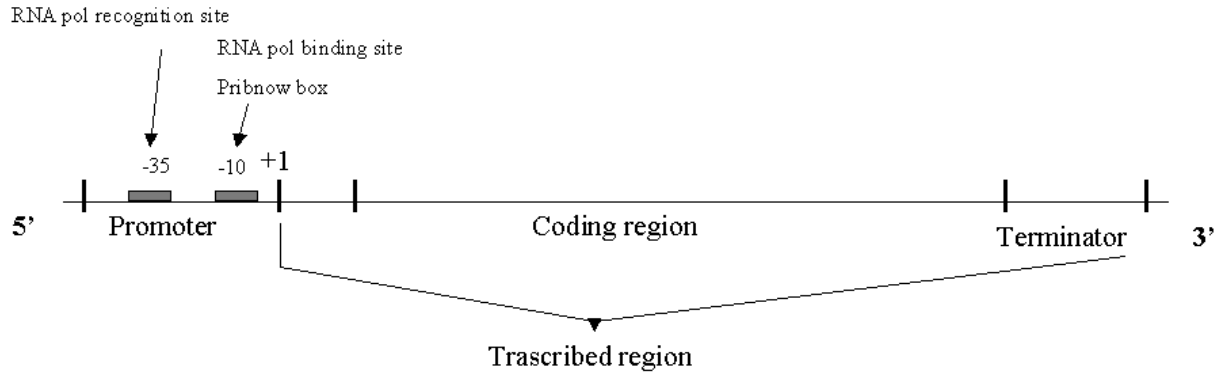 RNA pol recognition site
RNA pol binding site
Pribnow box
-35
-10
+1
5’
Promoter
Coding region
Terminator
3’
Trascribed region